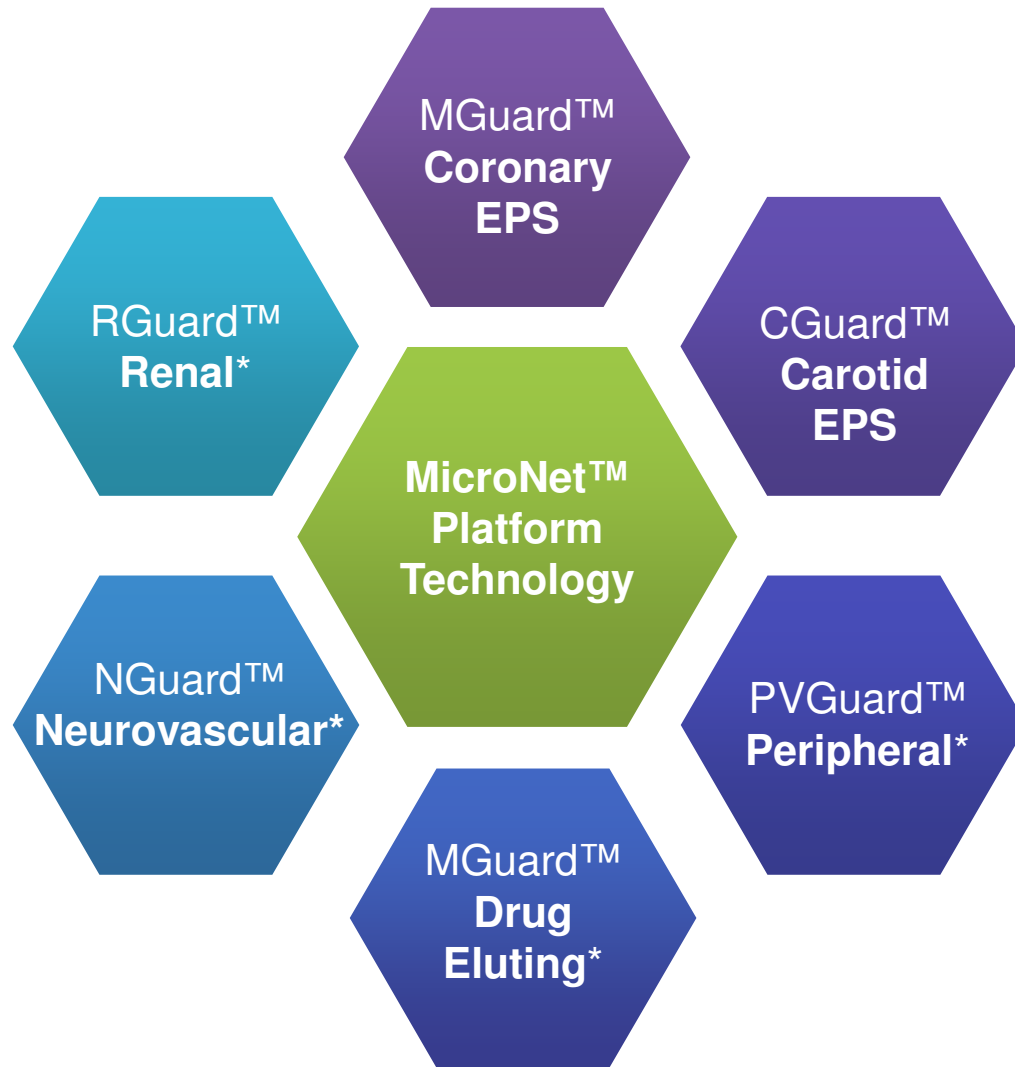 MGuard™
Coronary
EPS
CGuard™
Carotid
EPS
PVGuard™
Peripheral*
MGuard™
Drug
Eluting*
NGuard™
Neurovascular*
RGuard™
Renal*
MicroNet™
Platform
Technology